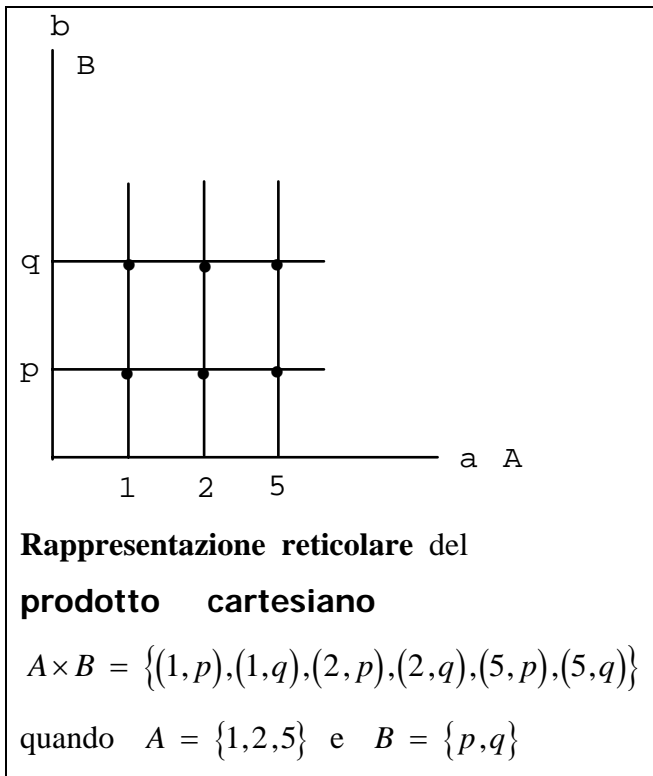 b
B
q
p
a A
1 2 5
Rappresentazione reticolare del
prodotto cartesiano
A×B = {(1,p),(1,q),(2,p),(2,q),(5,p),(5,q)}
quando A = {1,2,5} e B = {p,q}